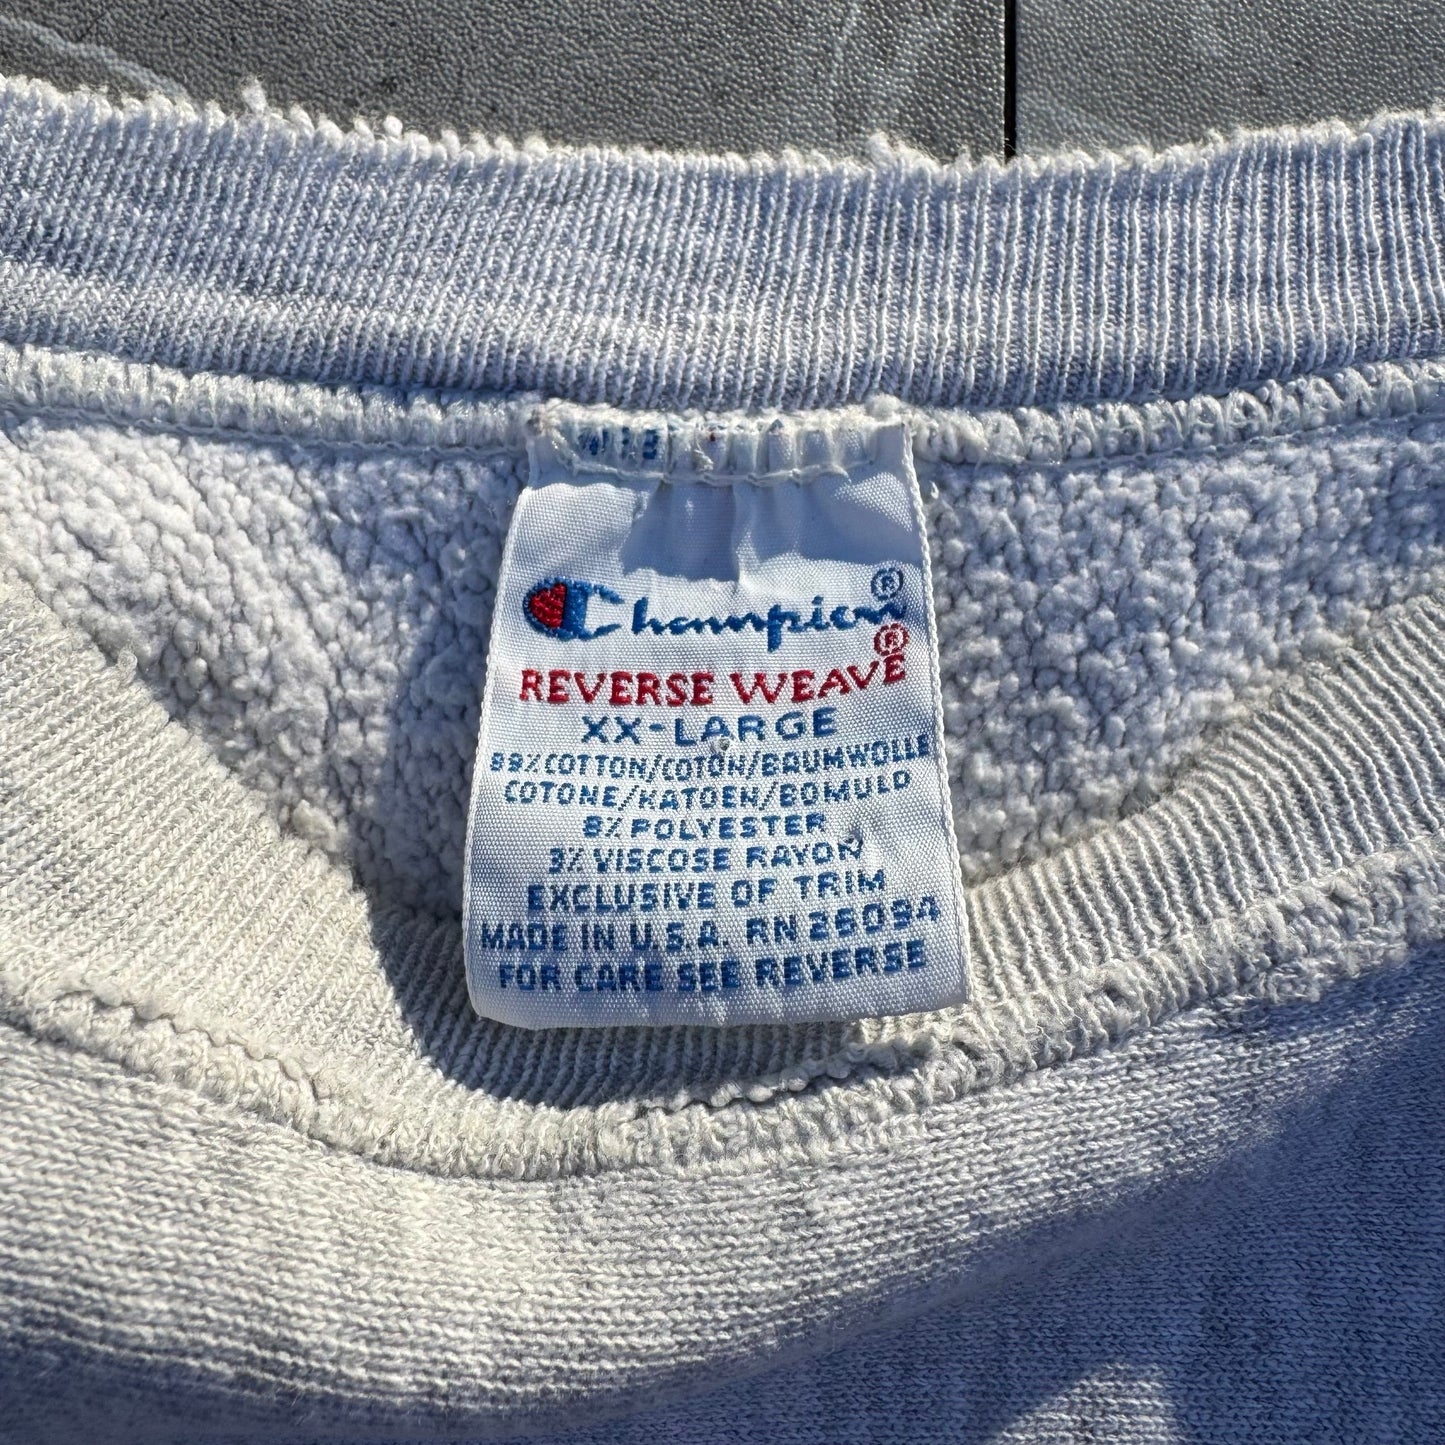 Champion®
REVERSE WEAVE®
XX-LARGE
89% COTTON/COTON/BAUMWOLLE
COTONE/KATOEN/BOMULD
8% POLYESTER
3% VISCOSE RAYON
EXCLUSIVE OF TRIM
MADE IN U.S.A. RN 26094
FOR CARE SEE REVERSE